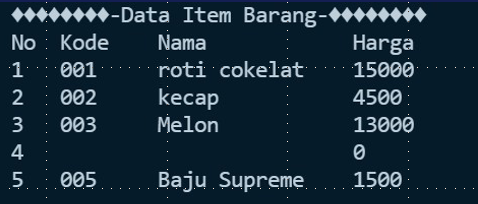 ��������-Data Item Barang-��������
No Kode Nama Harga
1 001 roti cokelat 15000
2 002 kecap 4500
3 003 Melon 13000
4 0
5 005 Baju Supreme 1500